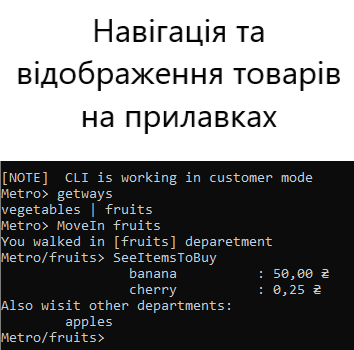 Навігація та
відображення товарів
на прилавках
[NOTE]  CLI is working in customer mode
Metro> getways
vegetables | fruits
Metro> MoveIn fruits
You walked in [fruits] deparetment
Metro/fruits> SeeItemsToBuy
                banana          : 50,00 ₴
                cherry          : 0,25 ₴
Also wisit other departments:
        apples
Metro/fruits>